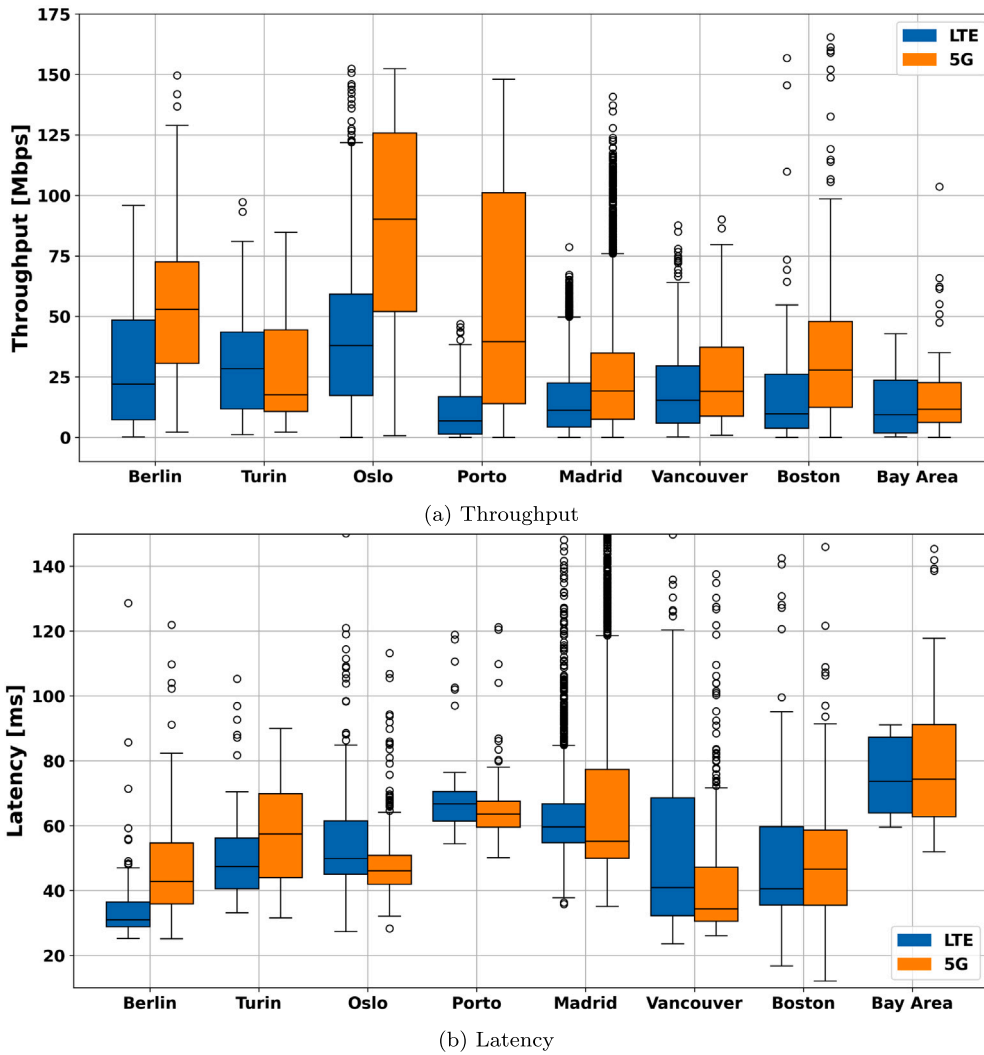 175
150
125
100
75
50
25
0
Throughput [Mbps]
LTE
5G
Berlin Turin Oslo Porto Madrid Vancouver Boston Bay Area
(a) Throughput
140
120
100
80
60
40
20
Latency [ms]
LTE
5G
Berlin Turin Oslo Porto Madrid Vancouver Boston Bay Area
(b) Latency